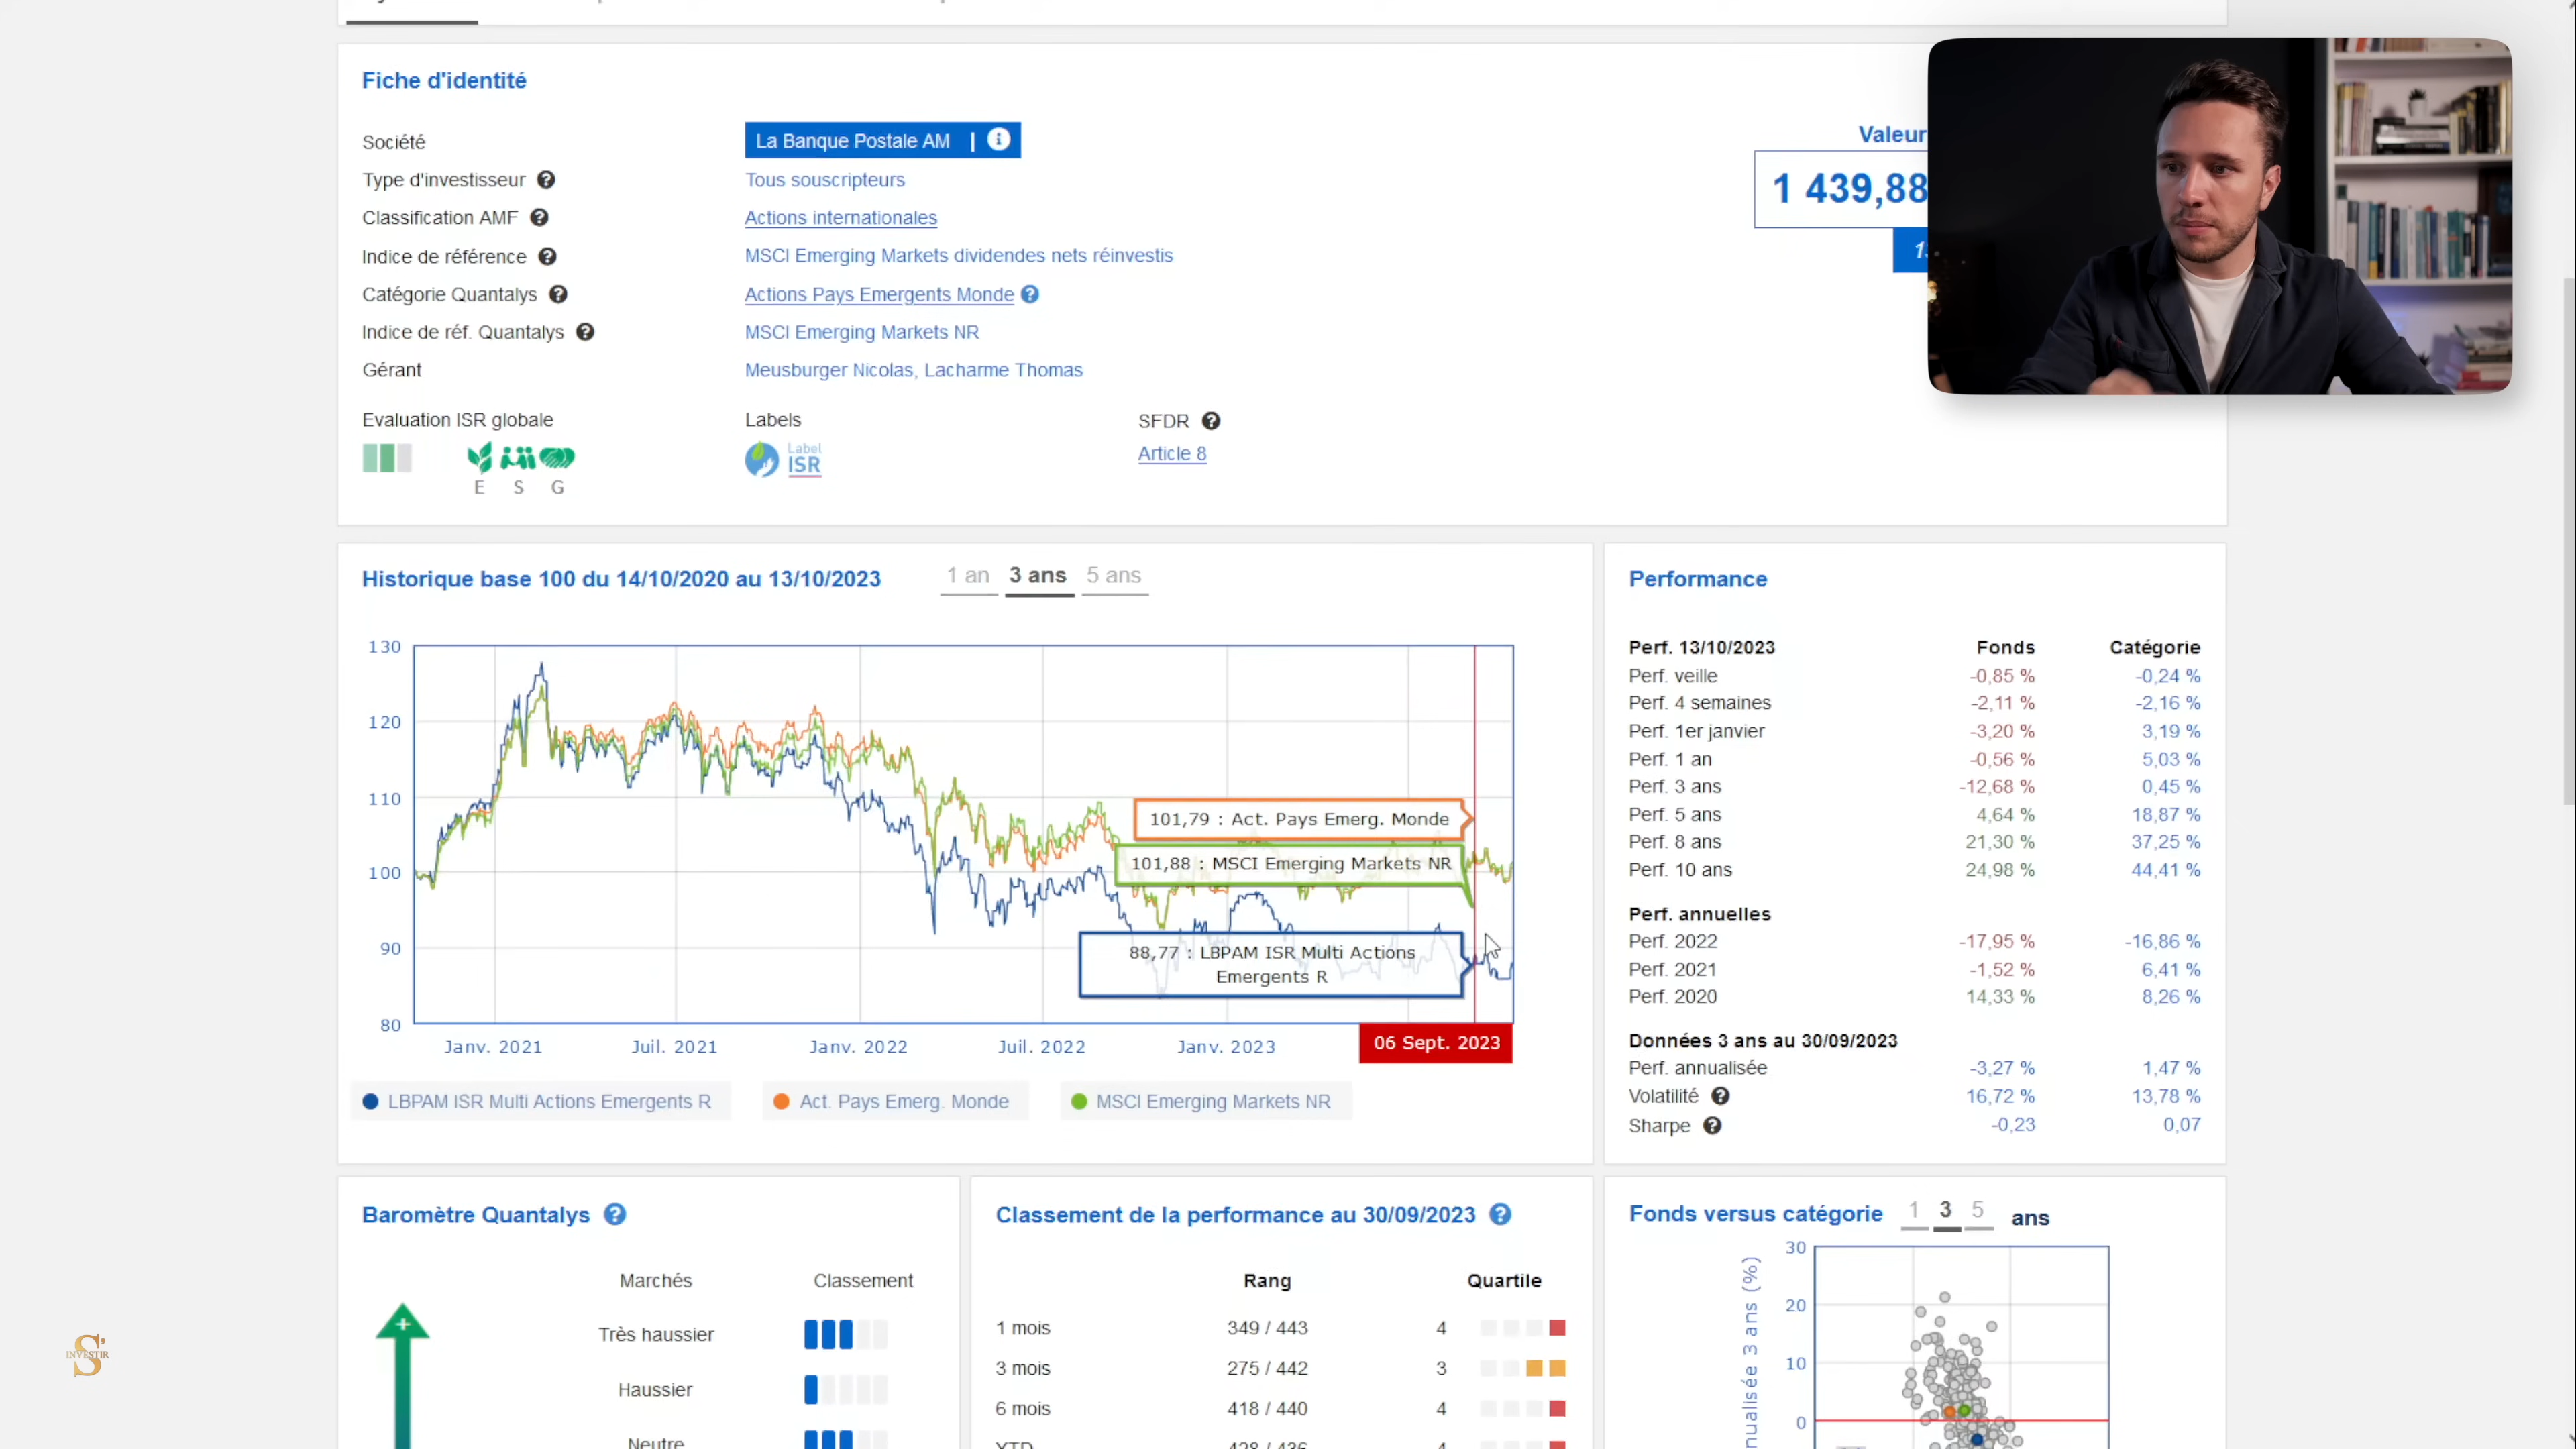 Fiche d'identité
Société
La Banque Postale AM | i
Type d'investisseur ?
Tous souscripteurs
Classification AMF ?
Actions internationales
Indice de référence ?
MSCI Emerging Markets dividendes nets réinvestis
Catégorie Quantalys ?
Actions Pays Emergents Monde ?
Indice de réf. Quantalys ?
MSCI Emerging Markets NR
Gérant
Meusburger Nicolas, Lacharme Thomas
Valeur
1 439,88
Evaluation ISR globale
E S G
Labels
Label
ISR
SFDR ?
Article 8
Historique base 100 du 14/10/2020 au 13/10/2023
1 an 3 ans 5 ans
130
120
110
100
90
80
101,79 : Act. Pays Emerg. Monde
101,88 : MSCI Emerging Markets NR
88,77 : LBPAM ISR Multi Actions
Emergents R
Janv. 2021 Juil. 2021 Janv. 2022 Juil. 2022 Janv. 2023 06 Sept. 2023
LBPAM ISR Multi Actions Emergents R
Act. Pays Emerg. Monde
MSCI Emerging Markets NR
Performance
Perf. 13/10/2023 Fonds Catégorie
Perf. veille -0,85 % -0,24 %
Perf. 4 semaines -2,11 % -2,16 %
Perf. 1er janvier -3,20 % 3,19 %
Perf. 1 an -0,56 % 5,03 %
Perf. 3 ans -12,68 % 0,45 %
Perf. 5 ans 4,64 % 18,87 %
Perf. 8 ans 21,30 % 37,25 %
Perf. 10 ans 24,98 % 44,41 %
Perf. annuelles
Perf. 2022 -17,95 % -16,86 %
Perf. 2021 -1,52 % 6,41 %
Perf. 2020 14,33 % 8,26 %
Données 3 ans au 30/09/2023
Perf. annualisée -3,27 % 1,47 %
Volatilité ? 16,72 % 13,78 %
Sharpe ? -0,23 0,07
Baromètre Quantalys ?
Marchés Classement
Très haussier
Haussier
Neutre
Classement de la performance au 30/09/2023 ?
Rang Quartile
1 mois 349 / 443 4
3 mois 275 / 442 3
6 mois 418 / 440 4
YTD 428 / 436 4
Fonds versus catégorie 1 3 5 ans
30
20
10
0
nnualisée 3 ans (%)
S'
INVESTIR